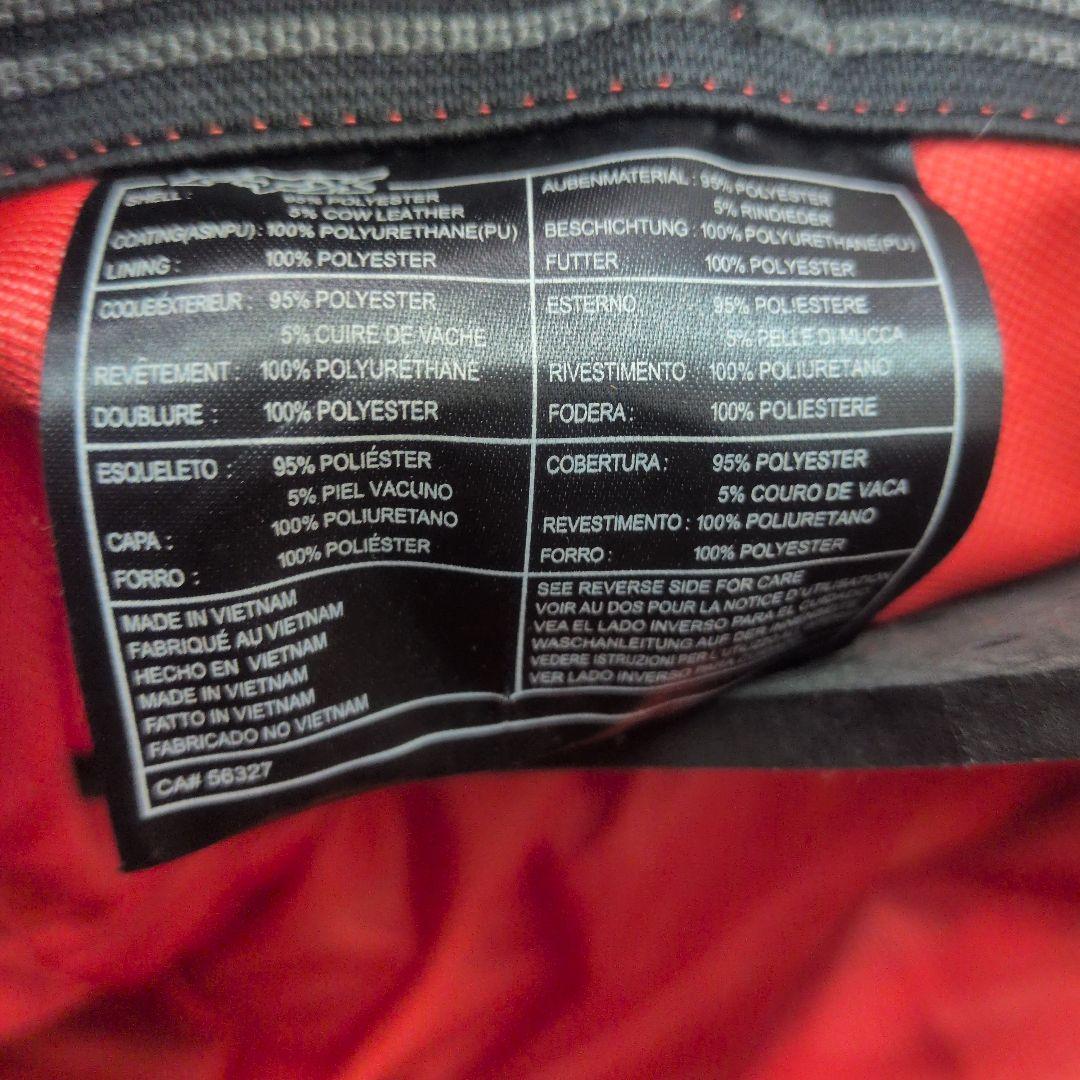 SHELL: 95% POLYESTER
5% COW LEATHER
COATING(ASNPU): 100% POLYURETHANE(PU)
LINING: 100% POLYESTER
AUBENMATERIAL: 95% POLYESTER
5% RINDIEDER
BESCHICHTUNG: 100% POLYURETHANE(PU)
FUTTER 100% POLYESTER
COQUE EXTERIEUR: 95% POLYESTER
5% CUIRE DE VACHE
REVÊTEMENT: 100% POLYURÉTHANE
DOUBLURE: 100% POLYESTER
ESTERNO 95% POLIESTERE
5% PELLE DI MUCCA
RIVESTIMENTO 100% POLIURETANO
FODERA: 100% POLIESTERE
ESQUELETO: 95% POLIÉSTER
5% PIEL VACUNO
CAPA: 100% POLIURETANO
FORRO: 100% POLIÉSTER
COBERTURA: 95% POLYESTER
5% COURO DE VACA
REVESTIMENTO: 100% POLIURETANO
FORRO: 100% POLYESTER
MADE IN VIETNAM
FABRIQUÉ AU VIETNAM
HECHO EN VIETNAM
MADE IN VIETNAM
FATTO IN VIETNAM
FABRICADO NO VIETNAM
SEE REVERSE SIDE FOR CARE
VOIR AU DOS POUR LA NOTICE D'UTILISATION
VEA EL LADO INVERSO PARA EL CUIDADO
WASCHANLEITUNG AUF DER
VEDERE ISTRUZIONI PER L'
VER LADO INVERSO PARA
CA# 56327